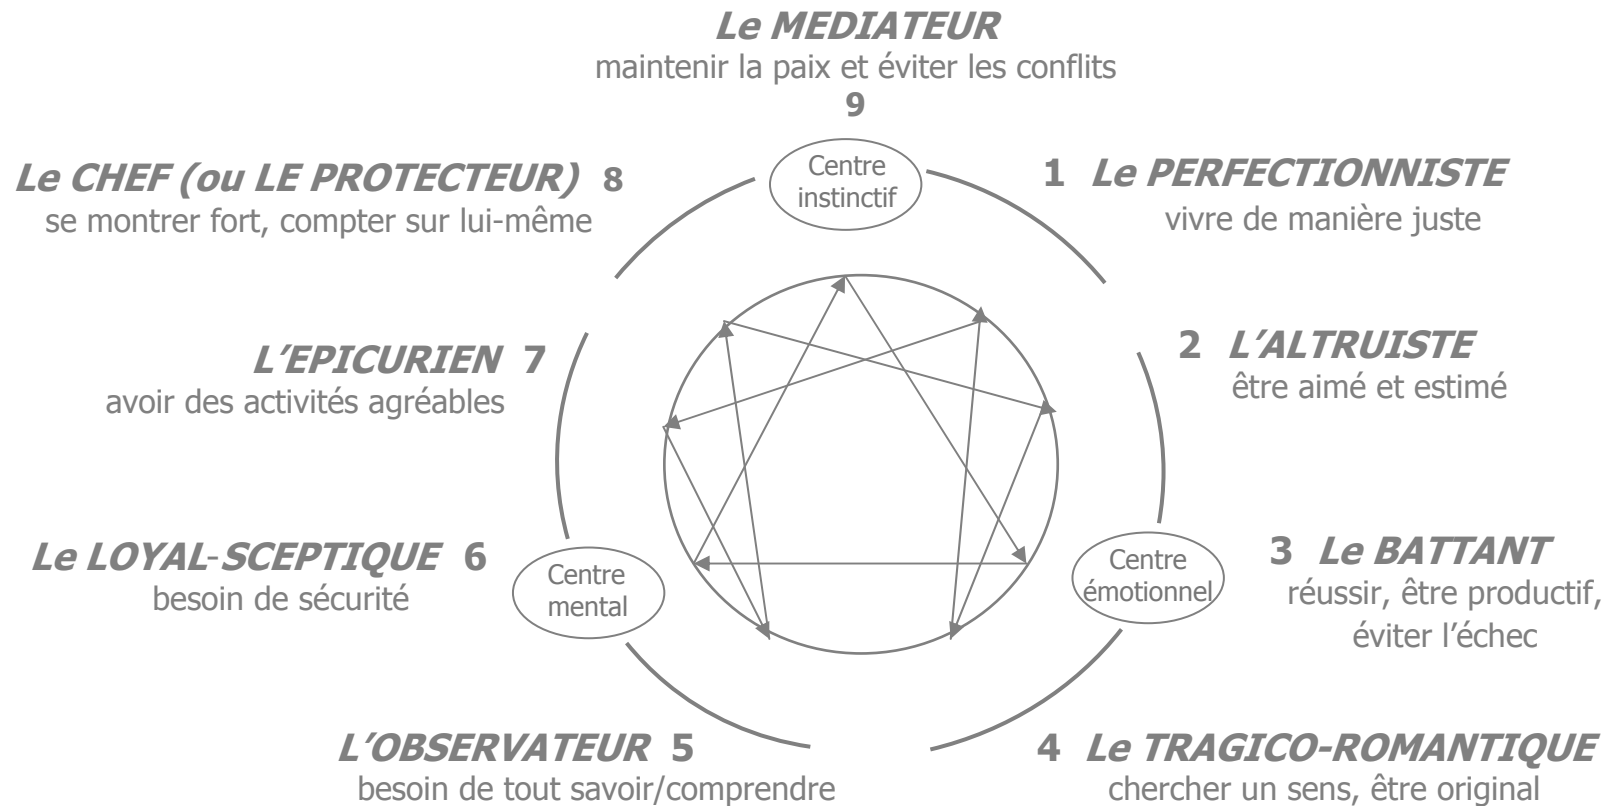 Le MEDIATEUR
maintenir la paix et éviter les conflits
9
Centre
instinctif
Le CHEF (ou LE PROTECTEUR) 8
se montrer fort, compter sur lui-même
1 Le PERFECTIONNISTE
vivre de manière juste
L’EPICURIEN 7
avoir des activités agréables
2 L’ALTRUISTE
être aimé et estimé
Le LOYAL-SCEPTIQUE 6
besoin de sécurité
Centre
mental
Centre
émotionnel
3 Le BATTANT
réussir, être productif,
éviter l’échec
L’OBSERVATEUR 5
besoin de tout savoir/comprendre
4 Le TRAGICO-ROMANTIQUE
chercher un sens, être original